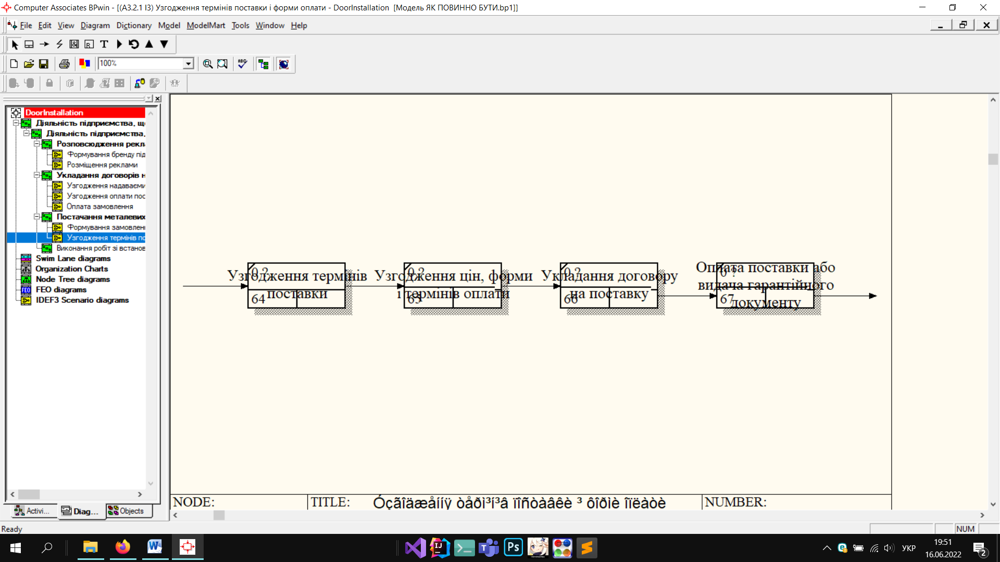 Computer Associates BPwin - [(A3.2.1 I3) Узгодження термінів поставки і форми оплати - DoorInstallation [Модель ЯК ПОВИННО БУТИ.bp1]]
File Edit View Diagram Dictionary Model ModelMart Tools Window Help
100%
DoorInstallation
Діяльність підприємства, щ
Діяльність підприємства,
Розповсюдження рекл
Формування бренду під
Розміщення реклами
Укладання договорів н
Узгодження надаваєми
Узгодження оплати пос
Оплата замовлення
Постачання металевих
Формування замовлен
Узгодження термінів по
Виконання робіт зі встанов
Swim Lane diagrams
Organization Charts
Node Tree diagrams
FEO diagrams
IDEF3 Scenario diagrams
Activi... Diag... Objects
0 ?
Узгодження термінів
поставки
64
0 ?
Узгодження цін, форми
і термінів оплати
65
0 ?
Укладання договору
на поставку
66
0 ?
Оплата поставки або
видача гарантійного
документу
67
NODE: TITLE: Óçãîäæåííÿ òåðì³í³â ïîñòàâêè ³ ôîðìè îïëàòè NUMBER:
Ready
NUM
УКР
19:51
16.06.2022
2